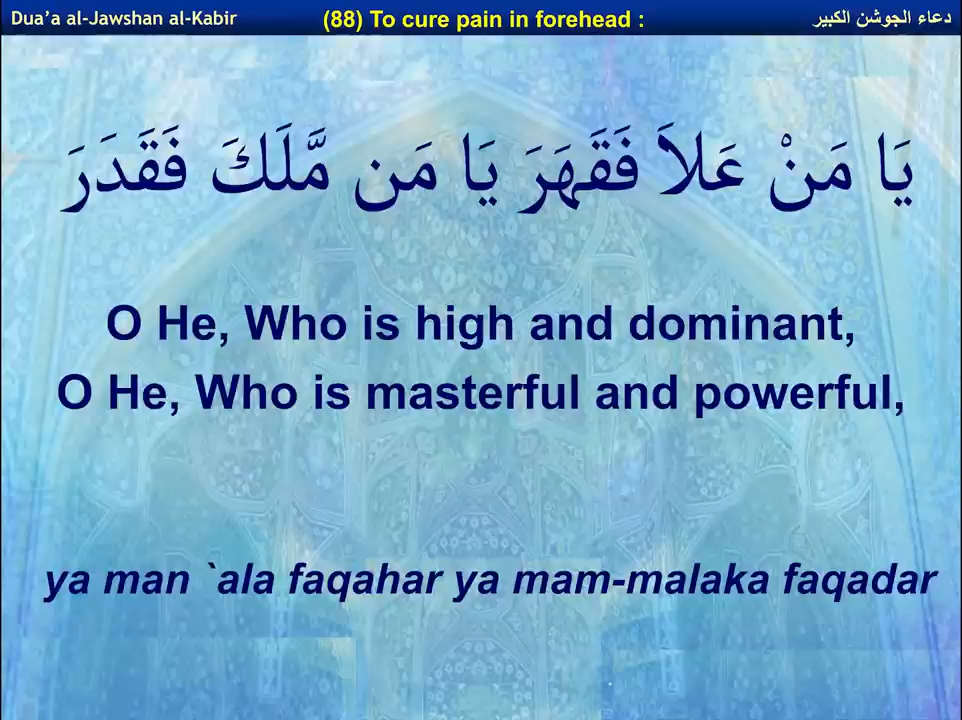 Dua’a al-Jawshan al-Kabir (88) To cure pain in forehead : دعاء الجوشن الكبير
يَا مَنْ عَلاَ فَقَهَرَ يَا مَن مَّلَكَ فَقَدَرَ
O He, Who is high and dominant,
O He, Who is masterful and powerful,
ya man `ala faqahar ya mam-malaka faqadar